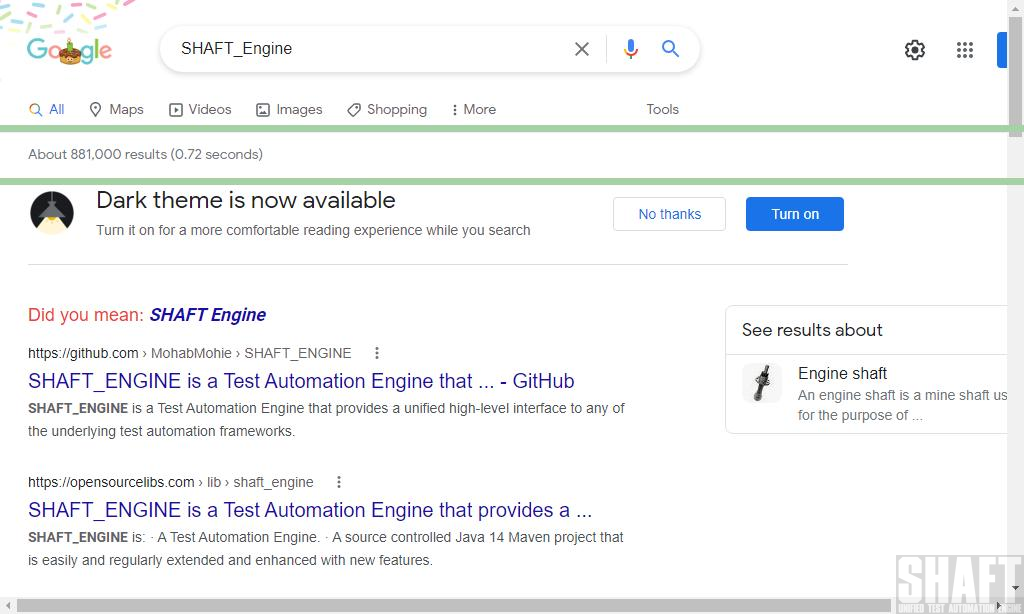 Google
SHAFT_Engine
All Maps Videos Images Shopping More Tools
About 881,000 results (0.72 seconds)
Dark theme is now available
Turn it on for a more comfortable reading experience while you search
No thanks
Turn on
Did you mean: SHAFT Engine
https://github.com › MohabMohie › SHAFT_ENGINE
SHAFT_ENGINE is a Test Automation Engine that ... - GitHub
SHAFT_ENGINE is a Test Automation Engine that provides a unified high-level interface to any of
the underlying test automation frameworks.
https://opensourcelibs.com › lib › shaft_engine
SHAFT_ENGINE is a Test Automation Engine that provides a ...
SHAFT_ENGINE is: · A Test Automation Engine. · A source controlled Java 14 Maven project that
is easily and regularly extended and enhanced with new features.
See results about
Engine shaft
An engine shaft is a mine shaft us
for the purpose of ...
SHAFT
UNIFIED TEST AUTOMATION